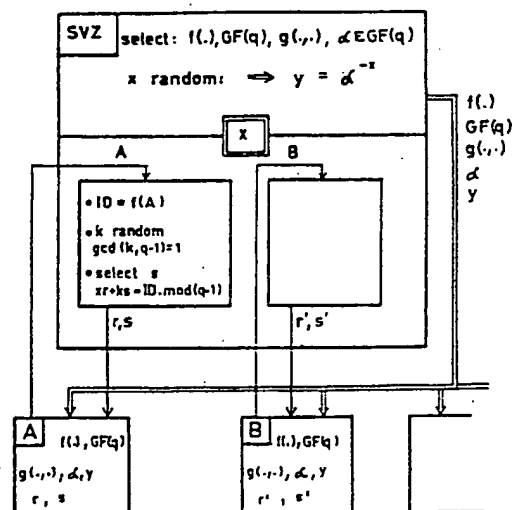 SVZ
select: f(.), GF(q), g(.,.), α∈GF(q)
x random: ⇒ y = α^-x
x
f(.)
GF(q)
g(.,.)
α
y
A
B
• ID = f(A)
• k random
gcd(k,q-1)=1
• select s
xr+ks=ID.mod(q-1)
r,s
r',s'
A
f(.),GF(q)
g(.,.),α,y
r , s
B
f(.),GF(q)
g(.,.), α, y
r' , s'